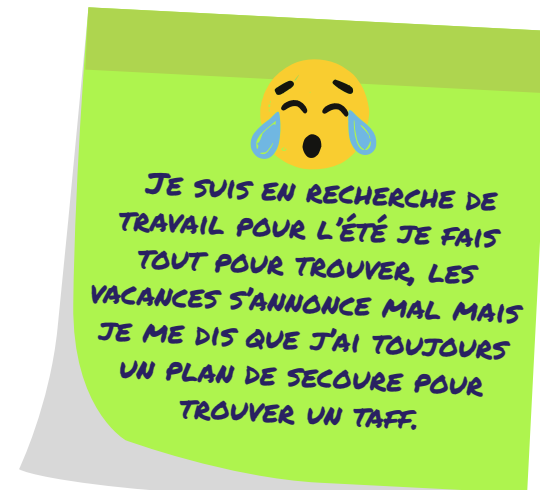 JE SUIS EN RECHERCHE DE
TRAVAIL POUR L'ÉTÉ JE FAIS
TOUT POUR TROUVER, LES
VACANCES S'ANNONCE MAL MAIS
JE ME DIS QUE J'AI TOUJOURS
UN PLAN DE SECOURE POUR
TROUVER UN TAFF.